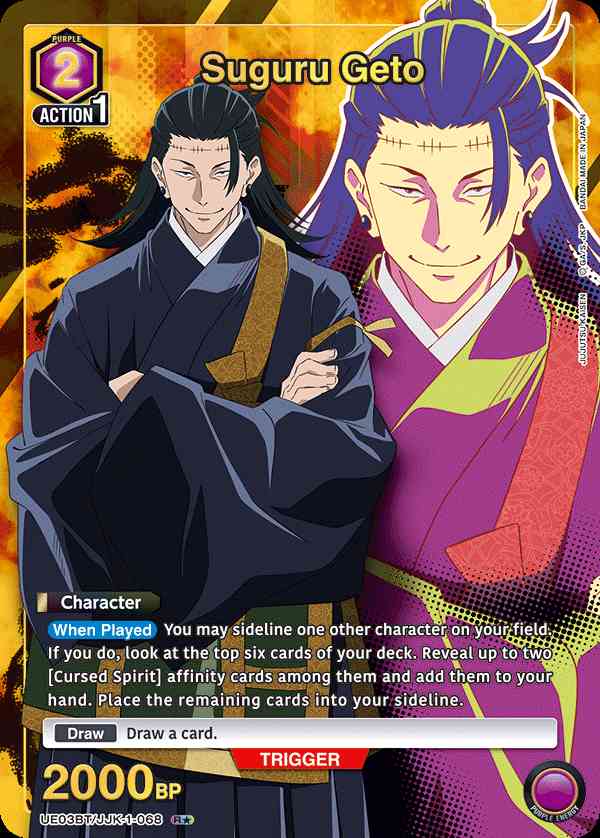 PURPLE
2
ACTION 1
Suguru Geto
JUJUTSU KAISEN © GA/S,JKP BANDAI MADE IN JAPAN
Character
When Played You may sideline one other character on your field.
If you do, look at the top six cards of your deck. Reveal up to two
[Cursed Spirit] affinity cards among them and add them to your
hand. Place the remaining cards into your sideline.
Draw Draw a card.
TRIGGER
2000 BP
UE03BT/JJK-1-068 R★
PURPLE ENERGY